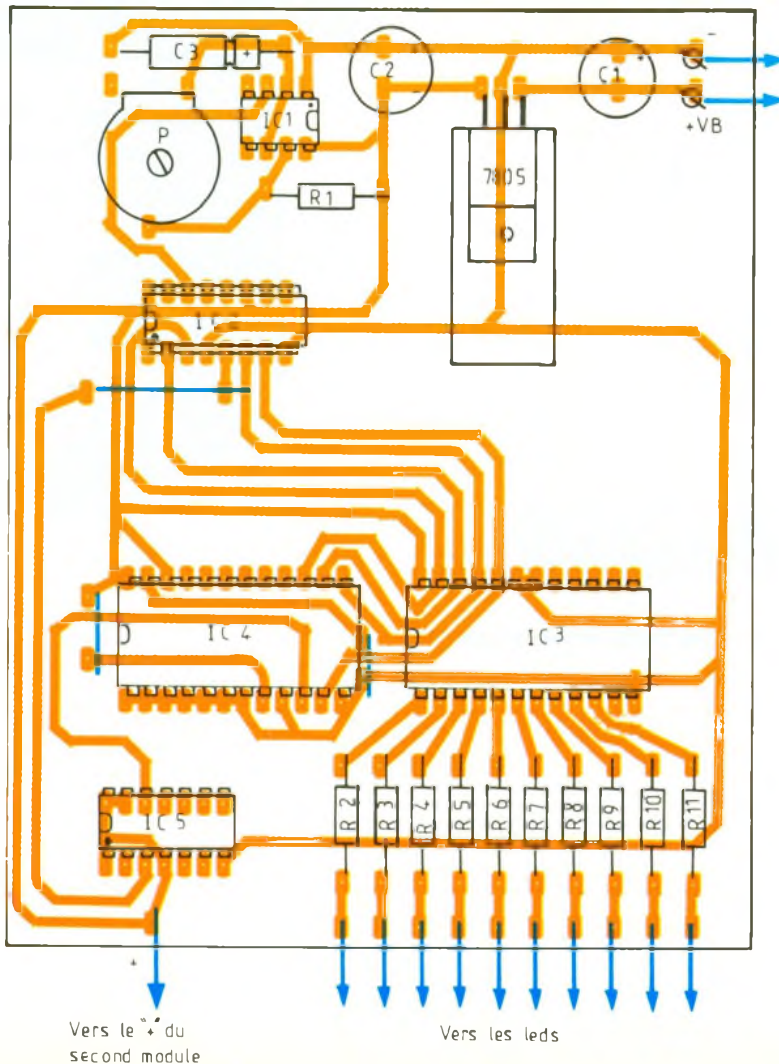 C3
+
C2
C1
-
+
+VB
IC1
P
R1
7805
IC2
IC4
IC3
IC5
R2
R3
R4
R5
R6
R7
R8
R9
R10
R11
+
Vers le "+" du
second module
Vers les leds